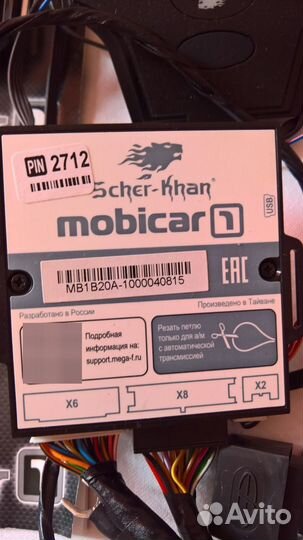 PIN 2712
Scher-Khan
mobicar 1
USB
MB1B20A-1000040815
EAC
Разработано в России
Произведено в Тайване
Подробная
информация на:
support.mega-f.ru
Резать петлю
только для а/м
с автоматической
трансмиссией
X6
X8
X2
1
Avito